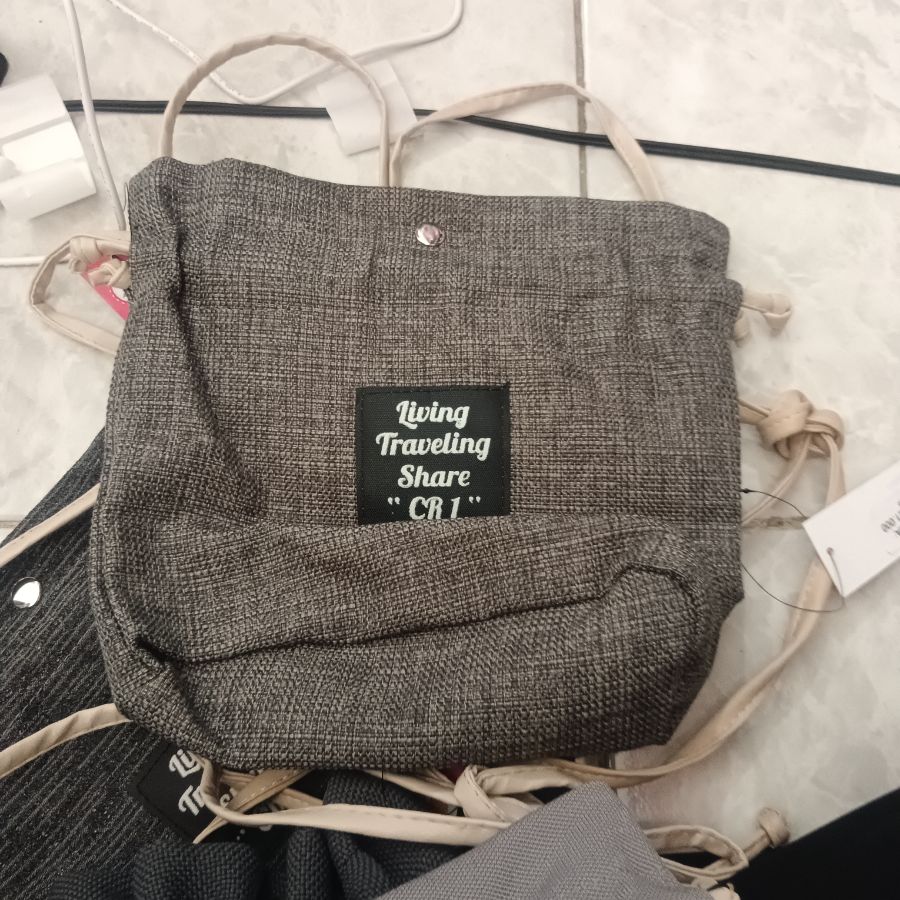 Living
Traveling
Share
" CR 1 "